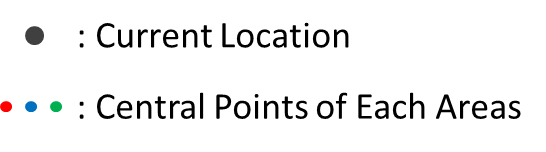 : Current Location
: Central Points of Each Areas